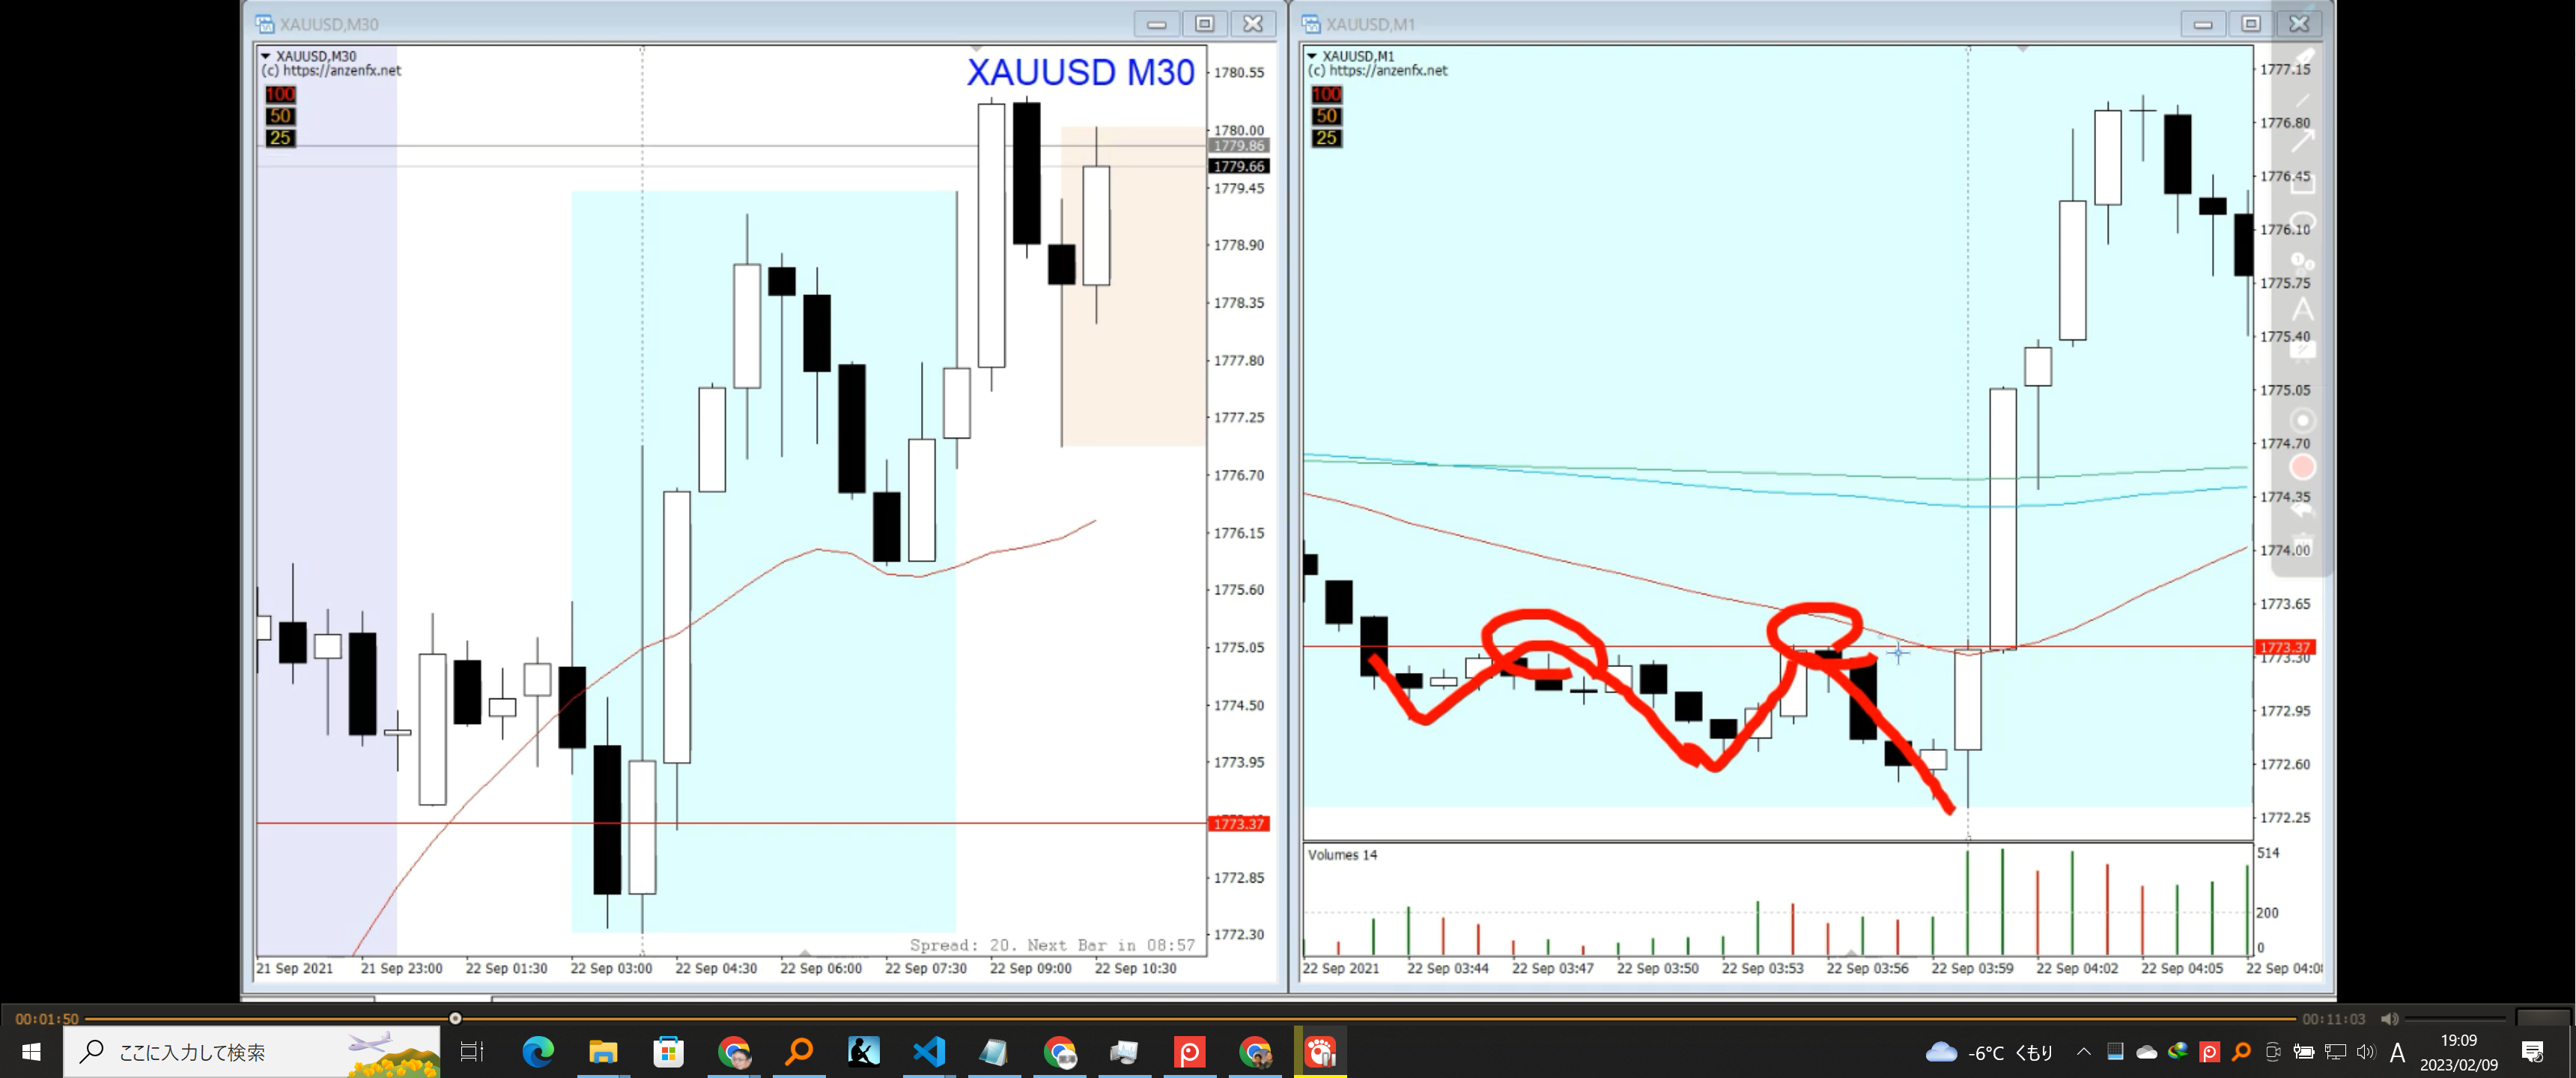 XAUUSD,M30
XAUUSD,M30
(c) https://anzenfx.net
100
50
25
XAUUSD M30
1780.55
1780.00
1779.86
1779.66
1779.45
1778.90
1778.35
1777.80
1777.25
1776.70
1776.15
1775.60
1775.05
1774.50
1773.95
1773.37
1772.85
1772.30
Spread: 20. Next Bar in 08:57
21 Sep 2021
21 Sep 23:00
22 Sep 01:30
22 Sep 03:00
22 Sep 04:30
22 Sep 06:00
22 Sep 07:30
22 Sep 09:00
22 Sep 10:30
XAUUSD,M1
XAUUSD,M1
(c) https://anzenfx.net
100
50
25
1777.15
1776.80
1776.45
1776.10
1775.75
1775.40
1775.05
1774.70
1774.35
1774.00
1773.65
1773.37
1773.30
1772.95
1772.60
1772.25
A
Volumes 14
514
200
0
22 Sep 2021
22 Sep 03:44
22 Sep 03:47
22 Sep 03:50
22 Sep 03:53
22 Sep 03:56
22 Sep 03:59
22 Sep 04:02
22 Sep 04:05
22 Sep 04:0
00:01:50
00:11:03
ここに入力して検索
-6°C くもり
A
19:09
2023/02/09